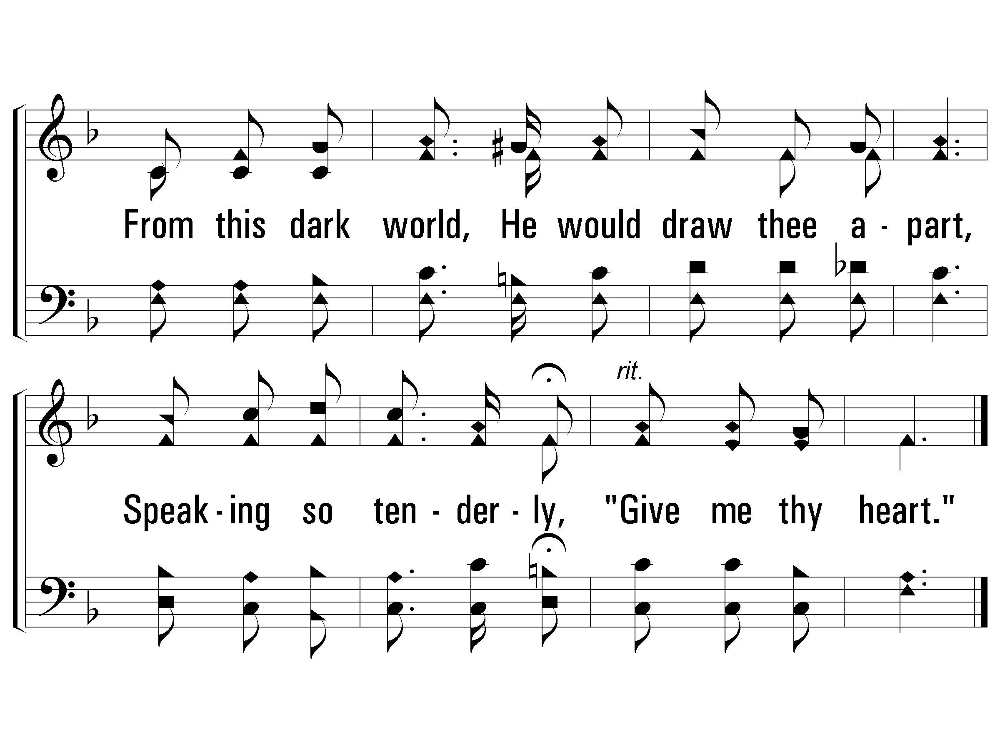 From this dark world, He would draw thee a - part,
rit.
Speak - ing so ten - der - ly, "Give me thy heart."